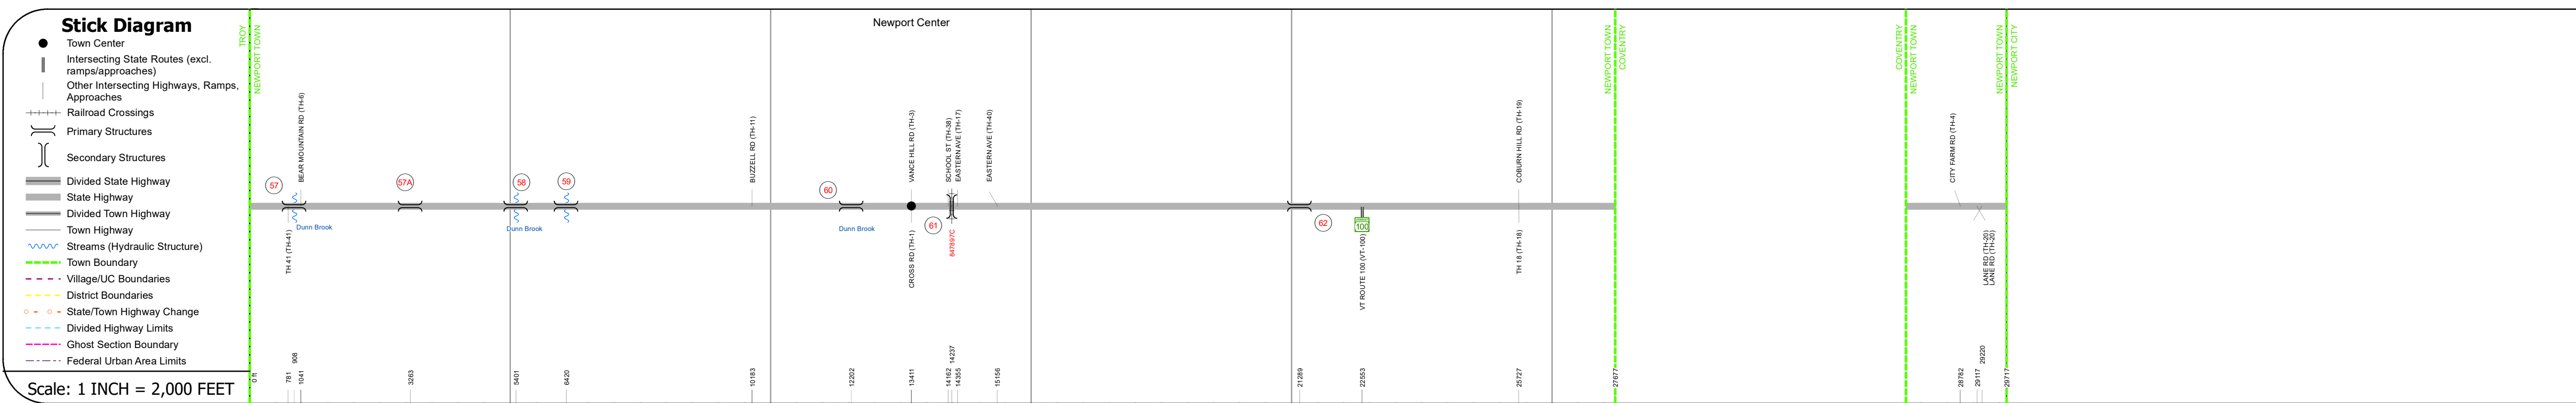 Stick Diagram
Town Center
Intersecting State Routes (excl.
ramps/approaches)
Other Intersecting Highways, Ramps,
Approaches
Railroad Crossings
Primary Structures
Secondary Structures
Divided State Highway
State Highway
Divided Town Highway
Town Highway
Streams (Hydraulic Structure)
Town Boundary
Village/UC Boundaries
District Boundaries
State/Town Highway Change
Divided Highway Limits
Ghost Section Boundary
Federal Urban Area Limits
Scale: 1 INCH = 2,000 FEET
Newport Center
TROY
NEWPORT TOWN
NEWPORT TOWN
COVENTRY
COVENTRY
NEWPORT TOWN
NEWPORT TOWN
NEWPORT CITY
BEAR MOUNTAIN RD (TH-6)
BUZZELL RD (TH-11)
VANCE HILL RD (TH-3)
SCHOOL ST (TH-38)
EASTERN AVE (TH-17)
EASTERN AVE (TH-40)
COBURN HILL RD (TH-19)
CITY FARM RD (TH-4)
57
57A
58
59
60
61
62
100
Dunn Brook
Dunn Brook
Dunn Brook
TH 41 (TH-41)
CROSS RD (TH-1)
847897C
VT ROUTE 100 (VT-100)
TH 18 (TH-18)
LANE RD (TH-20)
LANE RD (TH-20)
0 ft
781
908
1041
3263
5401
6420
10183
12202
13411
14162
14237
14355
15156
21289
22553
25727
27677
28782
29117
29220
29717